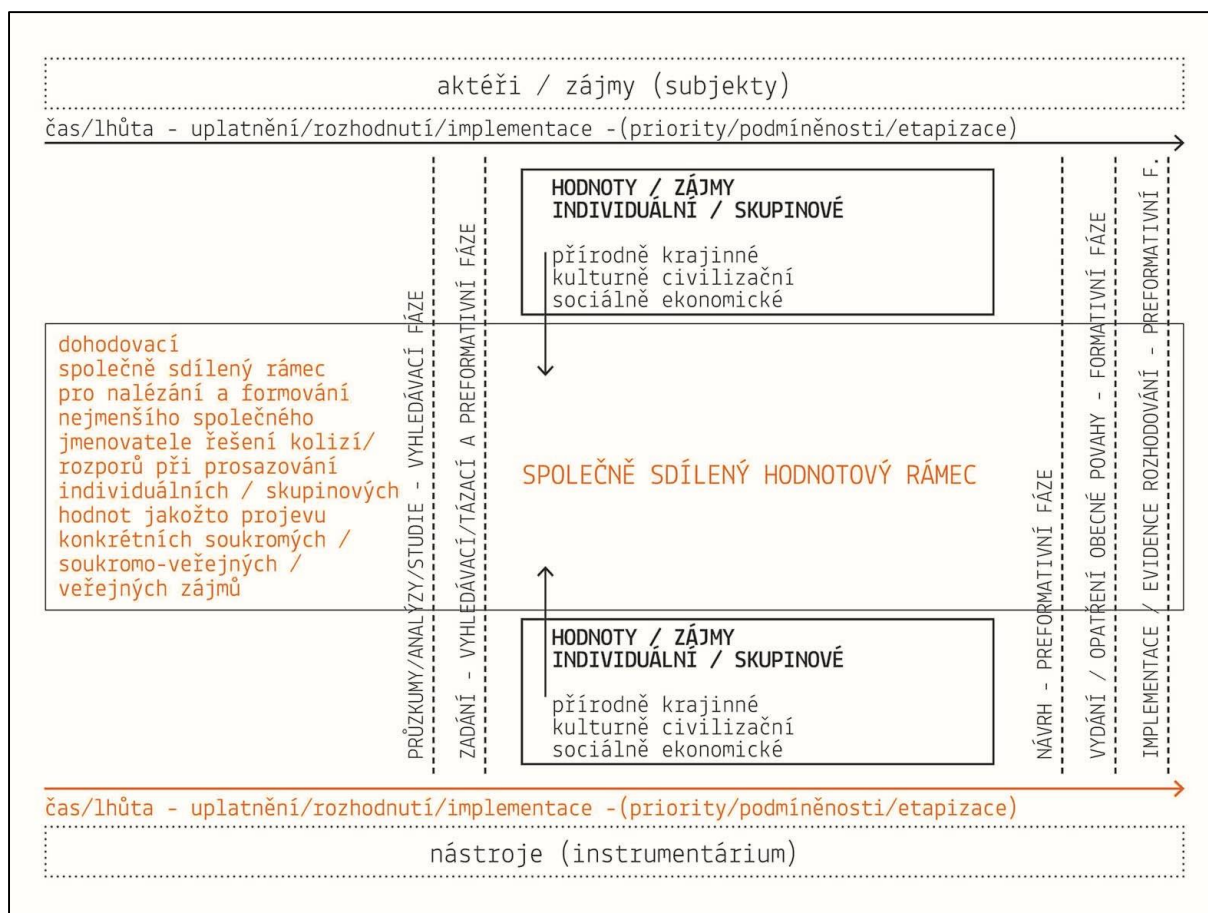 aktéři / zájmy (subjekty)
čas/lhůta - uplatnění/rozhodnutí/implementace -(priority/podmíněnosti/etapizace)
HODNOTY / ZÁJMY
INDIVIDUÁLNÍ / SKUPINOVÉ
přírodně krajinné
kulturně civilizační
sociálně ekonomické
dohodovací
společně sdílený rámec
pro nalézání a formování
nejmenšího společného
jmenovatele řešení kolizí/
rozporů při prosazování
individuálních / skupinových
hodnot jakožto projevu
konkrétních soukromých /
soukromo-veřejných /
veřejných zájmů
PRŮZKUMY/ANALÝZY/STUDIE - VYHLEDÁVACÍ FÁZE
ZADÁNÍ - VYHLEDÁVACÍ/TÁZACÍ A PREFORMATIVNÍ FÁZE
SPOLEČNĚ SDÍLENÝ HODNOTOVÝ RÁMEC
NÁVRH - PREFORMATIVNÍ FÁZE
VYDÁNÍ / OPATŘENÍ OBECNÉ POVAHY - FORMATIVNÍ FÁZE
IMPLEMENTACE / EVIDENCE ROZHODOVÁNÍ - PREFORMATIVNÍ F.
HODNOTY / ZÁJMY
INDIVIDUÁLNÍ / SKUPINOVÉ
přírodně krajinné
kulturně civilizační
sociálně ekonomické
čas/lhůta - uplatnění/rozhodnutí/implementace -(priority/podmíněnosti/etapizace)
nástroje (instrumentárium)